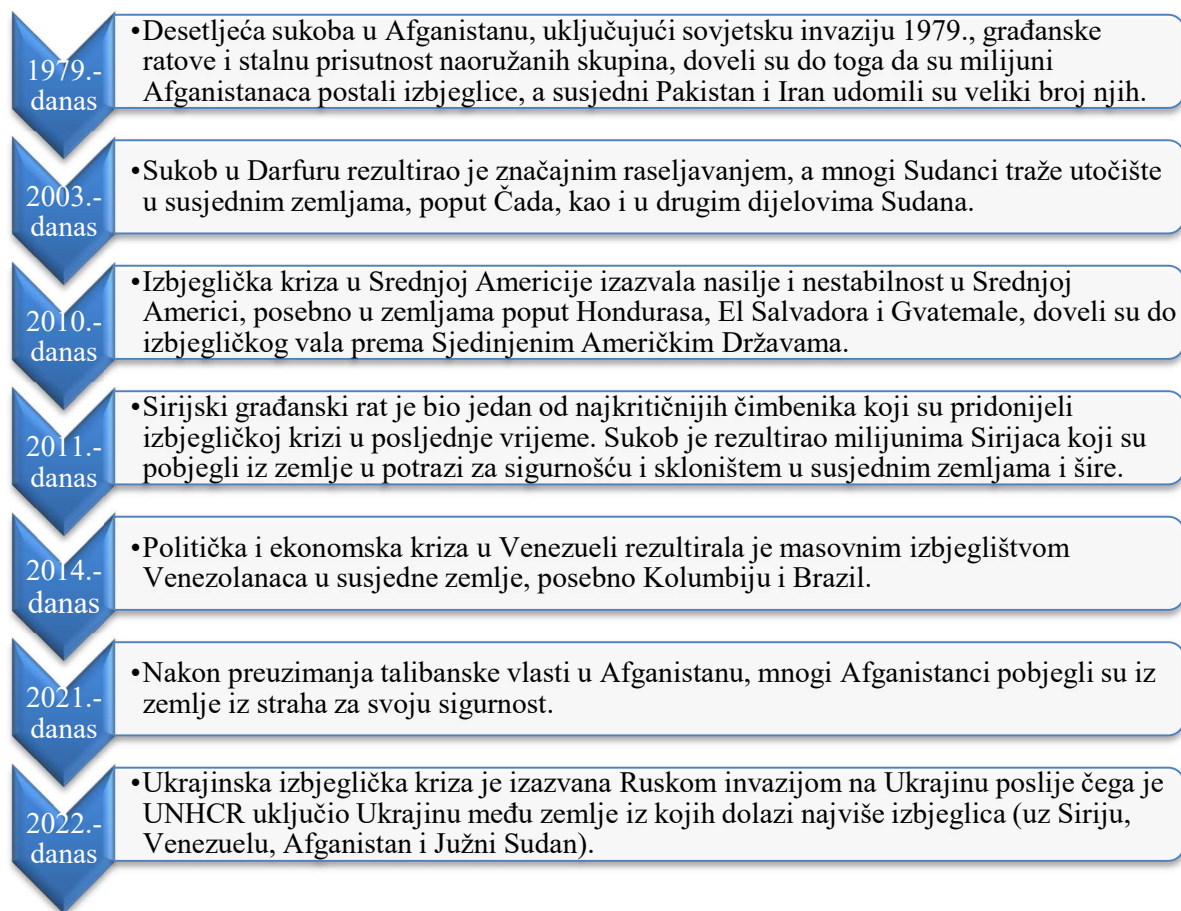 1979.-
danas
•Desetljeća sukoba u Afganistanu, uključujući sovjetsku invaziju 1979., građanske
ratove i stalnu prisutnost naoružanih skupina, doveli su do toga da su milijuni
Afganistanaca postali izbjeglice, a susjedni Pakistan i Iran udomili su veliki broj njih.
2003.-
danas
•Sukob u Darfuru rezultirao je značajnim raseljavanjem, a mnogi Sudanci traže utočište
u susjednim zemljama, poput Čada, kao i u drugim dijelovima Sudana.
2010.-
danas
•Izbjeglička kriza u Srednjoj Americije izazvala nasilje i nestabilnost u Srednjoj
Americi, posebno u zemljama poput Hondurasa, El Salvadora i Gvatemale, doveli su do
izbjegličkog vala prema Sjedinjenim Američkim Državama.
2011.-
danas
•Sirijski građanski rat je bio jedan od najkritičnijih čimbenika koji su pridonijeli
izbjegličkoj krizi u posljednje vrijeme. Sukob je rezultirao milijunima Sirijaca koji su
pobjegli iz zemlje u potrazi za sigurnošću i skloništem u susjednim zemljama i šire.
2014.-
danas
•Politička i ekonomska kriza u Venezueli rezultirala je masovnim izbjeglištvom
Venezolanaca u susjedne zemlje, posebno Kolumbiju i Brazil.
2021.-
danas
•Nakon preuzimanja talibanske vlasti u Afganistanu, mnogi Afganistanci pobjegli su iz
zemlje iz straha za svoju sigurnost.
2022.-
danas
•Ukrajinska izbjeglička kriza je izazvana Ruskom invazijom na Ukrajinu poslije čega je
UNHCR uključio Ukrajinu među zemlje iz kojih dolazi najviše izbjeglica (uz Siriju,
Venezuelu, Afganistan i Južni Sudan).